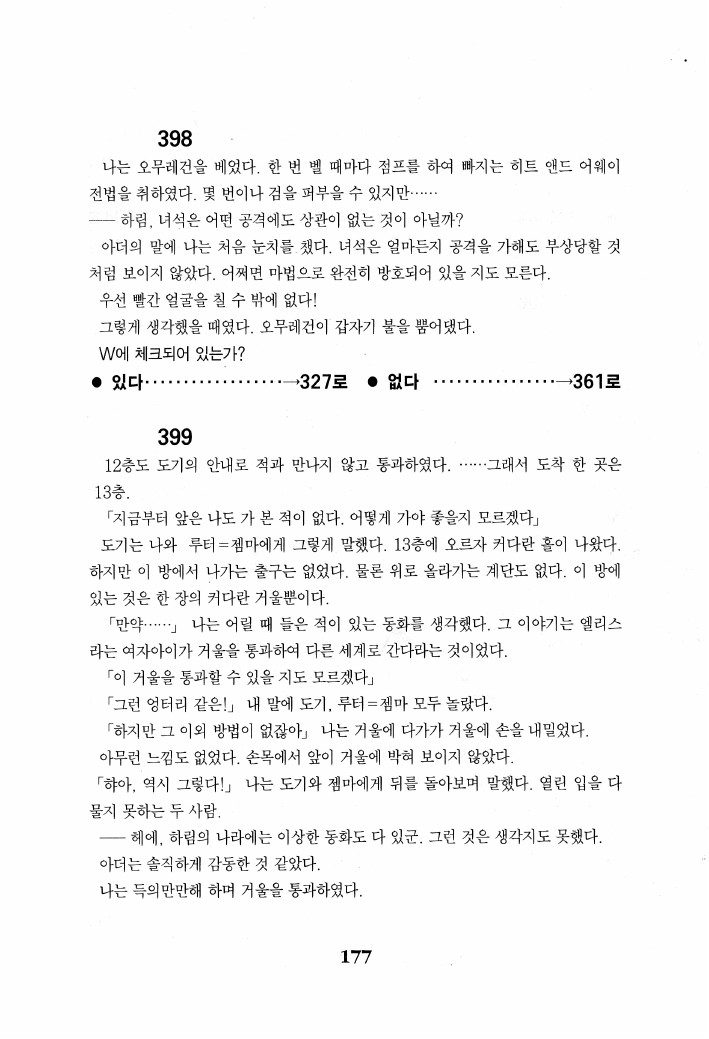 398
나는 오무레건을 베었다. 한 번 벨 때마다 점프를 하여 빠지는 히트 앤드 어웨이
전법을 취하였다. 몇 번이나 검을 퍼부을 수 있지만……
── 하림, 녀석은 어떤 공격에도 상관이 없는 것이 아닐까?
아더의 말에 나는 처음 눈치를 챘다. 녀석은 얼마든지 공격을 가해도 부상당할 것
처럼 보이지 않았다. 어쩌면 마법으로 완전히 방호되어 있을 지도 모른다.
우선 빨간 얼굴을 칠 수 밖에 없다!
그렇게 생각했을 때였다. 오무레건이 갑자기 불을 뿜어댔다.
W에 체크되어 있는가?
● 있다··················→327로 ● 없다 ················→361로
399
12층도 도기의 안내로 적과 만나지 않고 통과하였다. ……그래서 도착 한 곳은
13층.
「지금부터 앞은 나도 가 본 적이 없다. 어떻게 가야 좋을지 모르겠다」
도기는 나와 루터=젬마에게 그렇게 말했다. 13층에 오르자 커다란 홀이 나왔다.
하지만 이 방에서 나가는 출구는 없었다. 물론 위로 올라가는 계단도 없다. 이 방에
있는 것은 한 장의 커다란 거울뿐이다.
「만약……」 나는 어릴 때 들은 적이 있는 동화를 생각했다. 그 이야기는 엘리스
라는 여자아이가 거울을 통과하여 다른 세계로 간다라는 것이었다.
「이 거울을 통과할 수 있을 지도 모르겠다」
「그런 엉터리 같은!」 내 말에 도기, 루터=젬마 모두 놀랐다.
「하지만 그 이외 방법이 없잖아」 나는 거울에 다가가 거울에 손을 내밀었다.
아무런 느낌도 없었다. 손목에서 앞이 거울에 박혀 보이지 않았다.
「햐아, 역시 그렇다!」 나는 도기와 젬마에게 뒤를 돌아보며 말했다. 열린 입을 다
물지 못하는 두 사람.
── 헤에, 하림의 나라에는 이상한 동화도 다 있군. 그런 것은 생각지도 못했다.
아더는 솔직하게 감동한 것 같았다.
나는 득의만만해 하며 거울을 통과하였다.
177